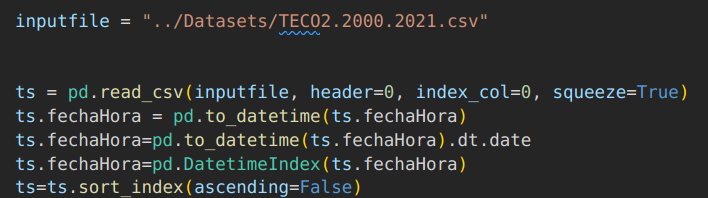 inputfile = "../Datasets/TECO2.2000.2021.csv"
ts = pd.read_csv(inputfile, header=0, index_col=0, squeeze=True)
ts.fechaHora = pd.to_datetime(ts.fechaHora)
ts.fechaHora=pd.to_datetime(ts.fechaHora).dt.date
ts.fechaHora=pd.DatetimeIndex(ts.fechaHora)
ts=ts.sort_index(ascending=False)